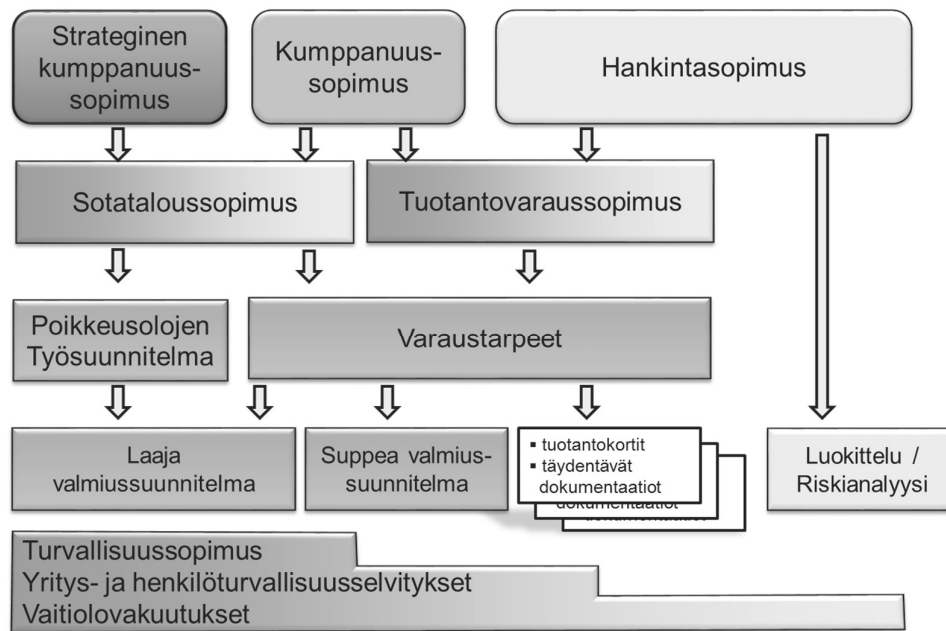 Strateginen
kumppanuus-
sopimus
Kumppanuus-
sopimus
Hankintasopimus
Sotataloussopimus
Tuotantovaraussopimus
Poikkeusolojen
Työsuunnitelma
Varaustarpeet
Laaja
valmiussuunnitelma
Suppea valmius-
suunnitelma
▪ tuotantokortit
▪ täydentävät
dokumentaatiot
dokumentaatiot
Luokittelu /
Riskianalyysi
Turvallisuussopimus
Yritys- ja henkilöturvallisuusselvitykset
Vaitiolovakuutukset